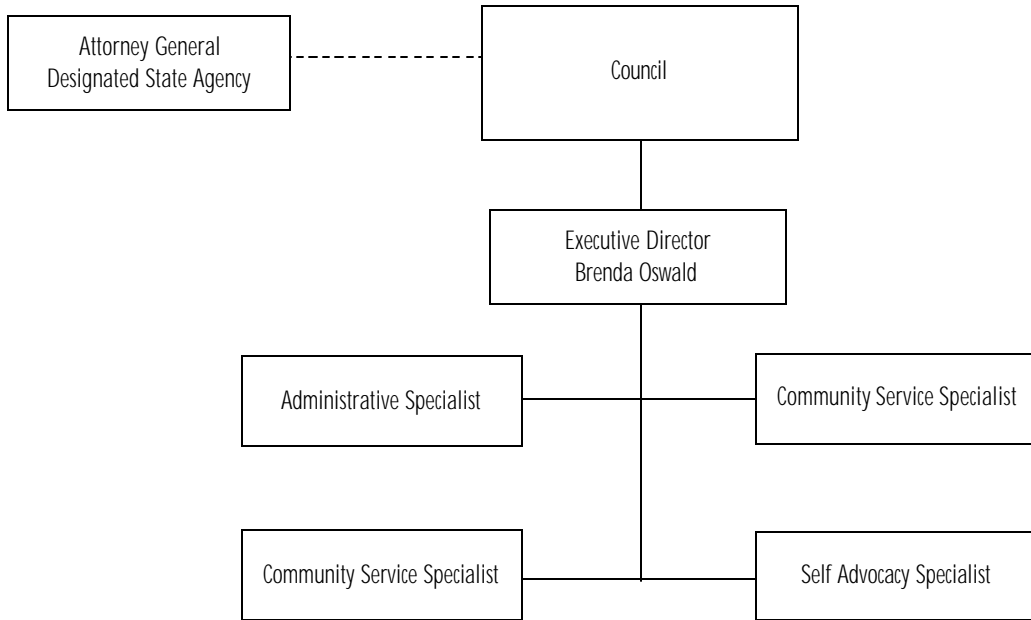 Attorney General
Designated State Agency
Council
Executive Director
Brenda Oswald
Administrative Specialist
Community Service Specialist
Community Service Specialist
Self Advocacy Specialist